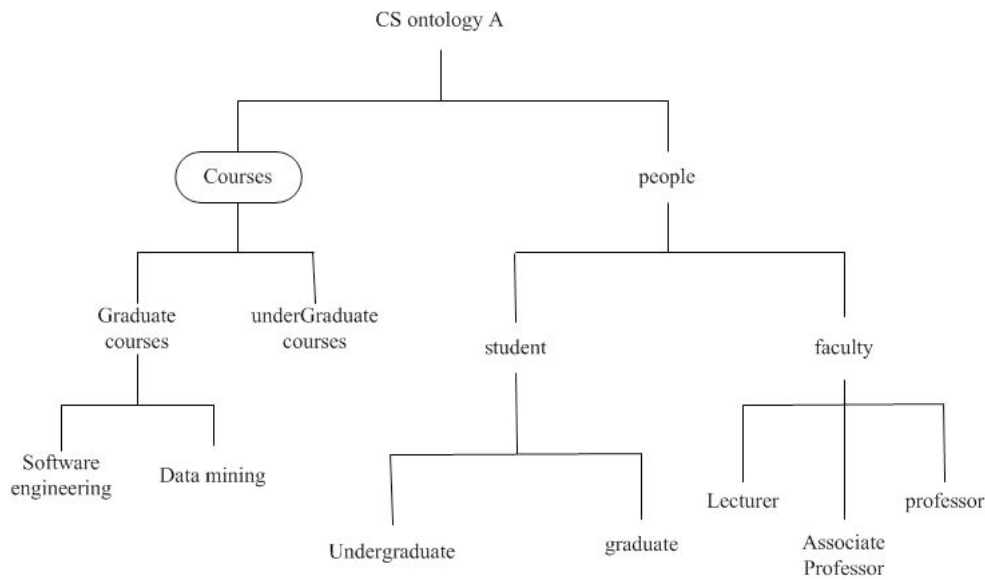 CS ontology A
Courses
people
Graduate
courses
underGraduate
courses
student
faculty
Software
engineering
Data mining
Lecturer
professor
Undergraduate
graduate
Associate
Professor